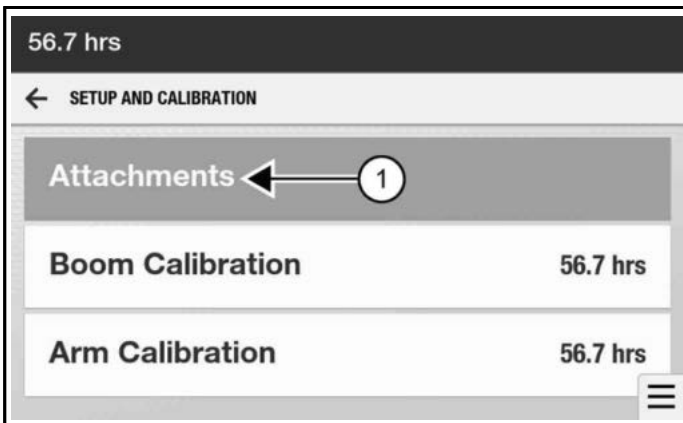 56.7 hrs
SETUP AND CALIBRATION
Attachments 1
Boom Calibration 56.7 hrs
Arm Calibration 56.7 hrs